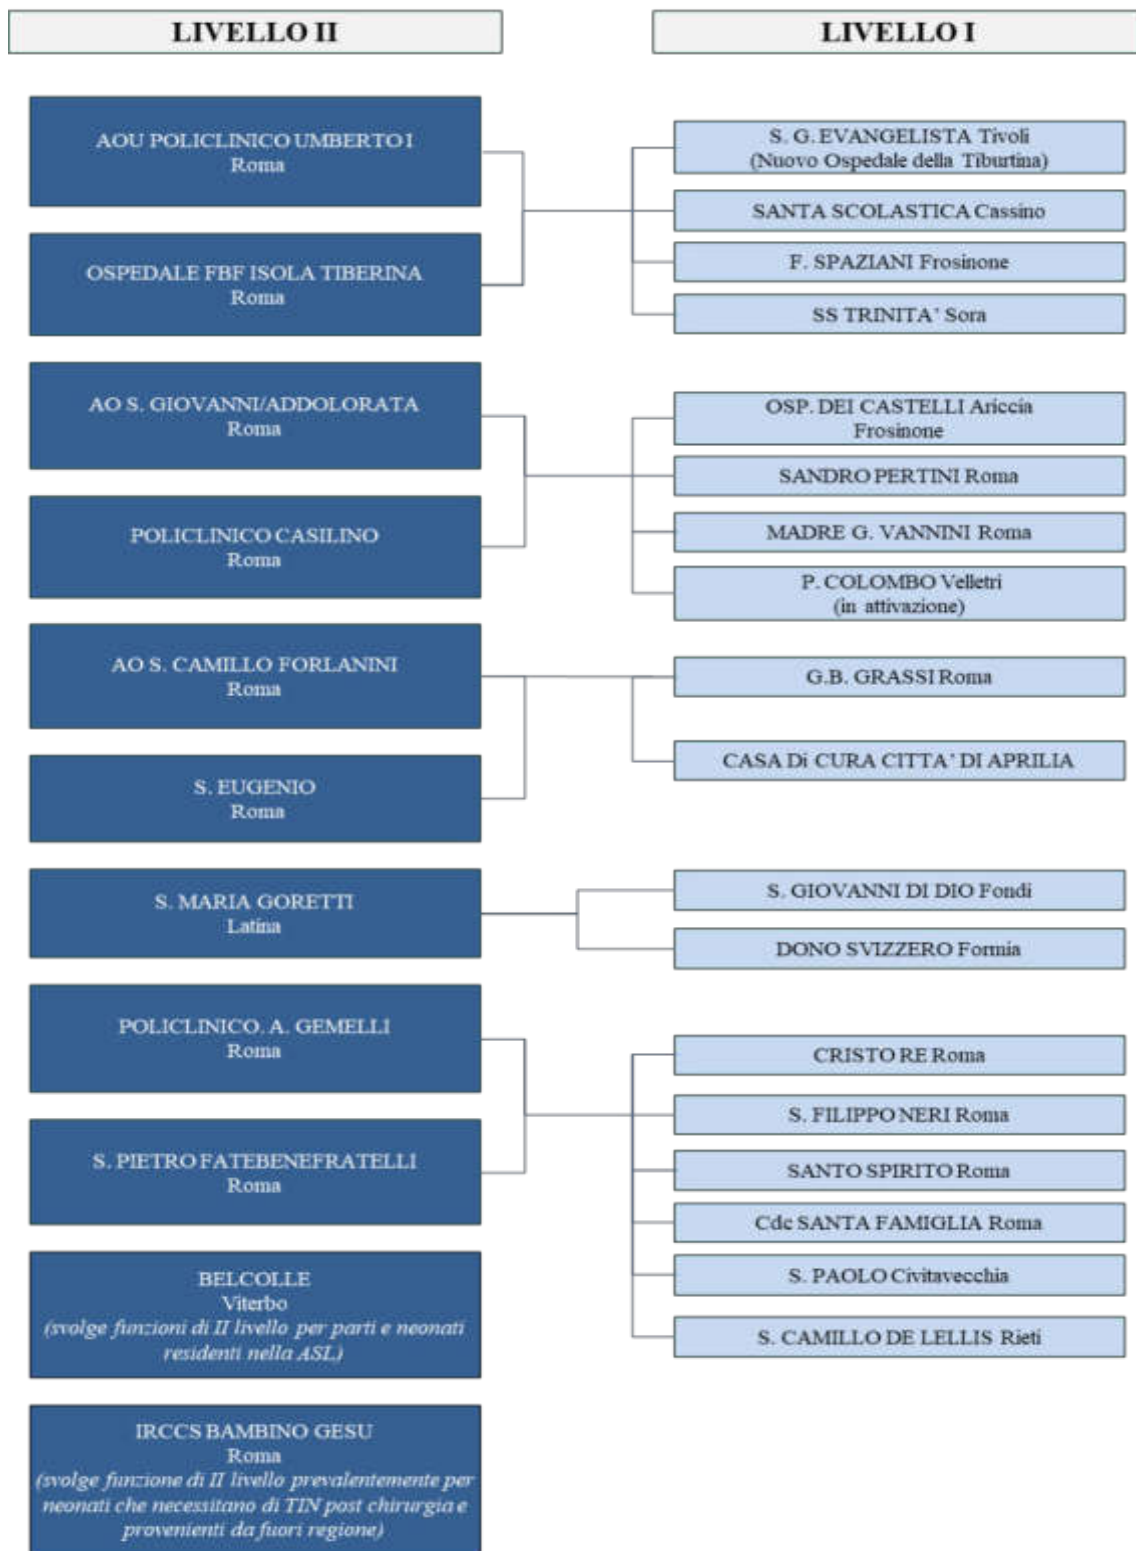 LIVELLO II
LIVELLO I
AOU POLICLINICO UMBERTO I
Roma
OSPEDALE FBF ISOLA TIBERINA
Roma
S. G. EVANGELISTA Tivoli
(Nuovo Ospedale della Tiburtina)
SANTA SCOLASTICA Cassino
F. SPAZIANI Frosinone
SS TRINITA' Sora
AO S. GIOVANNI/ADDOLORATA
Roma
POLICLINICO CASILINO
Roma
OSP. DEI CASTELLI Ariccia
Frosinone
SANDRO PERTINI Roma
MADRE G. VANNINI Roma
P. COLOMBO Velletri
(in attivazione)
AO S. CAMILLO FORLANINI
Roma
S. EUGENIO
Roma
G.B. GRASSI Roma
CASA Di CURA CITTA' DI APRILIA
S. MARIA GORETTI
Latina
S. GIOVANNI DI DIO Fondi
DONO SVIZZERO Formia
POLICLINICO. A. GEMELLI
Roma
S. PIETRO FATEBENEFRATELLI
Roma
CRISTO RE Roma
S. FILIPPO NERI Roma
SANTO SPIRITO Roma
Cdc SANTA FAMIGLIA Roma
S. PAOLO Civitavecchia
S. CAMILLO DE LELLIS Rieti
BELCOLLE
Viterbo
(svolge funzioni di II livello per parti e neonati
residenti nella ASL)
IRCCS BAMBINO GESU
Roma
(svolge funzione di II livello prevalentemente per
neonati che necessitano di TIN post chirurgia e
provenienti da fuori regione)